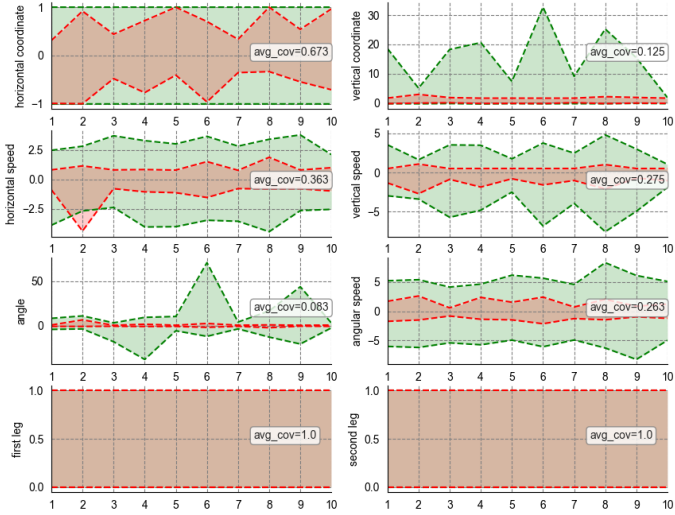 horizontal coordinate
1
0
−1
avg_cov=0.673
1 2 3 4 5 6 7 8 9 10
vertical coordinate
30
20
10
0
avg_cov=0.125
1 2 3 4 5 6 7 8 9 10
horizontal speed
2.5
0.0
−2.5
avg_cov=0.363
1 2 3 4 5 6 7 8 9 10
vertical speed
5
0
−5
avg_cov=0.275
1 2 3 4 5 6 7 8 9 10
angle
50
0
avg_cov=0.083
1 2 3 4 5 6 7 8 9 10
angular speed
5
0
−5
avg_cov=0.263
1 2 3 4 5 6 7 8 9 10
first leg
1.0
0.5
0.0
avg_cov=1.0
1 2 3 4 5 6 7 8 9 10
second leg
1.0
0.5
0.0
avg_cov=1.0
1 2 3 4 5 6 7 8 9 10